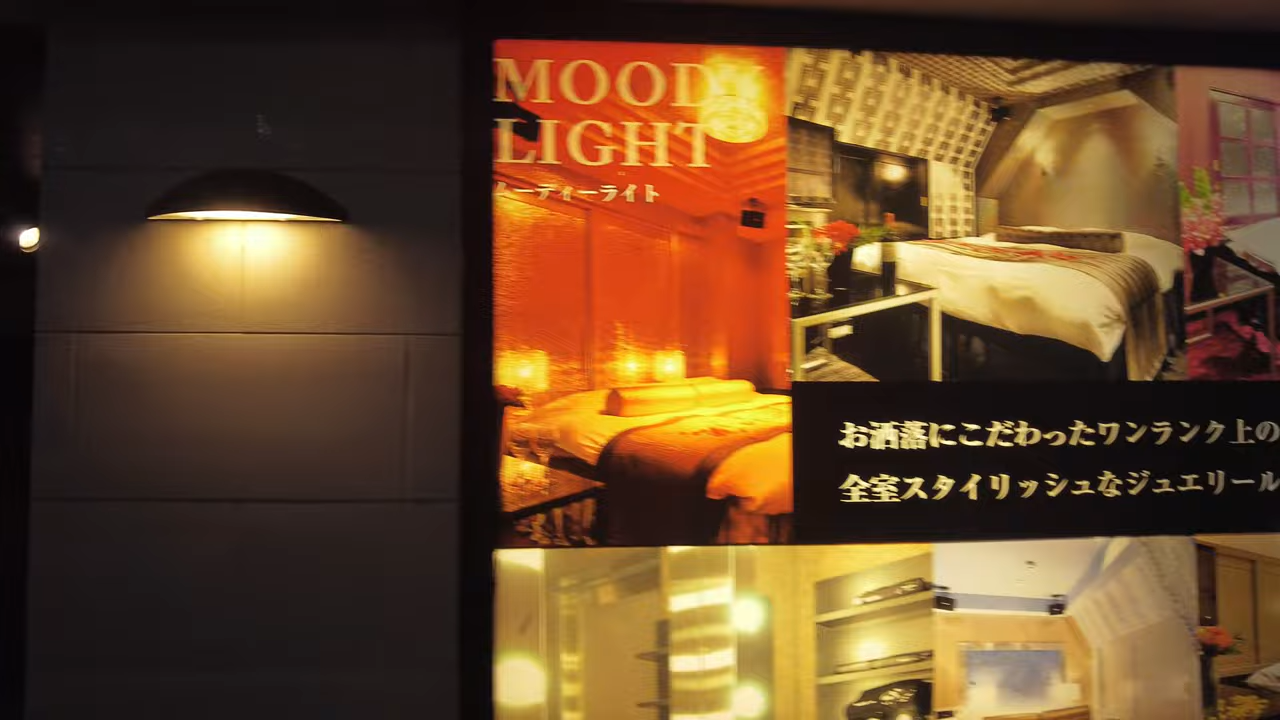 MOODY
LIGHT
ムーディーライト
お洒落にこだわったワンランク上の
全室スタイリッシュなジュエリール